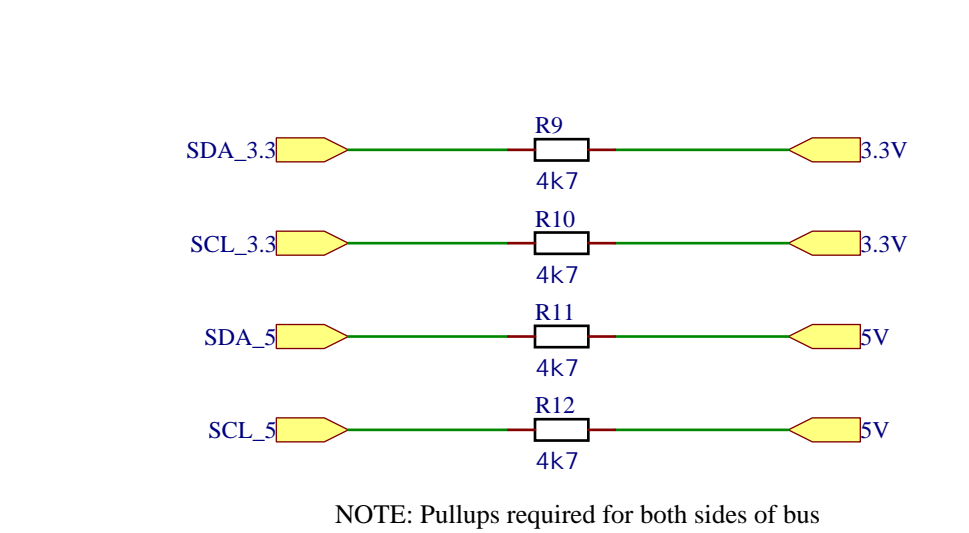 R9
SDA_3.3 3.3V
4k7
R10
SCL_3.3 3.3V
4k7
R11
SDA_5 5V
4k7
R12
SCL_5 5V
4k7
NOTE: Pullups required for both sides of bus